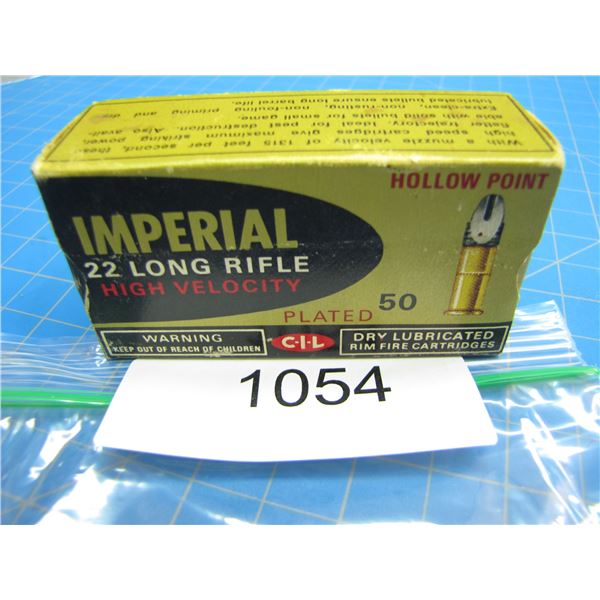 With a muzzle velocity of 1315 feet per second, these
high speed cartridges give maximum striking power,
flatter trajectory. Ideal for pest destruction. Also avail-
able with solid bullets for small game.
Extra-clean, non-rusting, non-fouling priming and dry
lubricated bullets ensure long barrel life.
HOLLOW POINT
IMPERIAL
22 LONG RIFLE
HIGH VELOCITY
PLATED 50
WARNING
KEEP OUT OF REACH OF CHILDREN
C-I-L
DRY LUBRICATED
RIM FIRE CARTRIDGES
1054